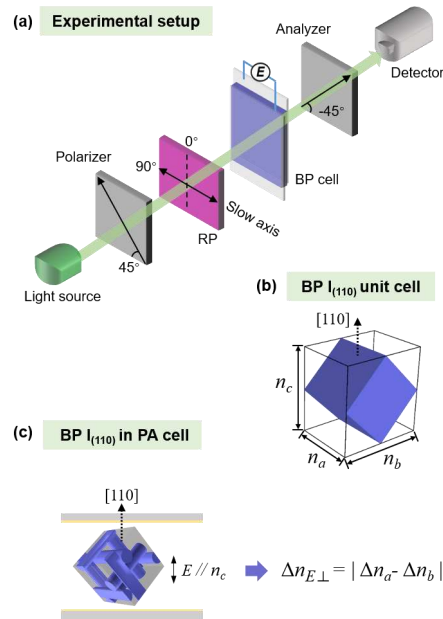 (a) Experimental setup
Analyzer
E
Detector
-45°
0°
90°
Polarizer
BP cell
Slow axis
RP
45°
Light source
(b) BP I(110) unit cell
[110]
nc
na
nb
(c) BP I(110) in PA cell
[110]
E // nc
ΔnE⊥ = | Δna- Δnb |